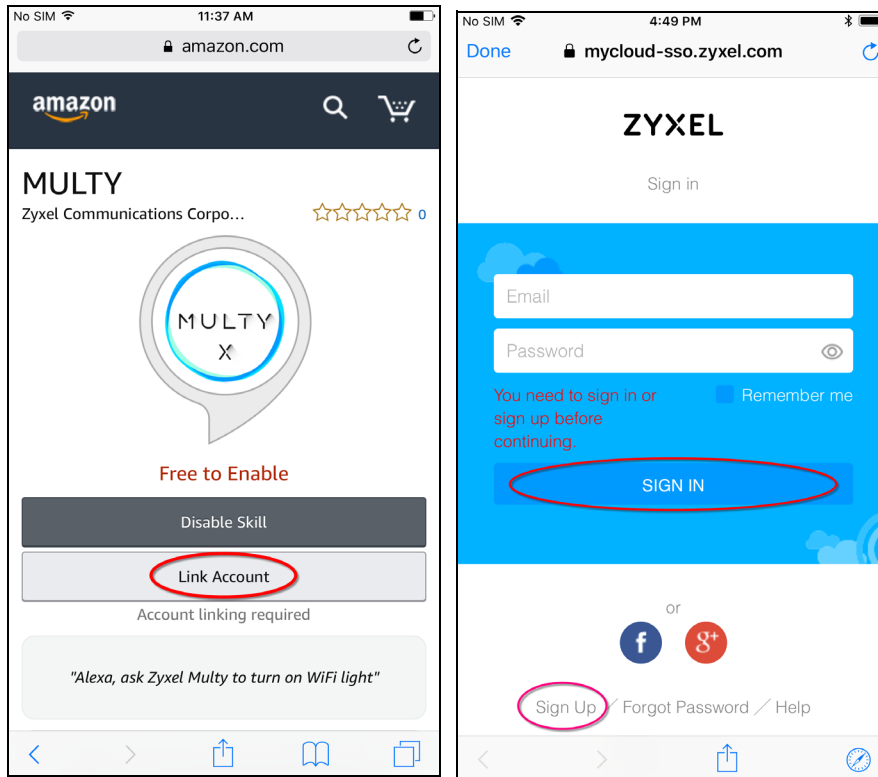 No SIM 11:37 AM
amazon.com
amazon
MULTY
Zyxel Communications Corpo... 0
MULTY
X
Free to Enable
Disable Skill
Link Account
Account linking required
"Alexa, ask Zyxel Multy to turn on WiFi light"
No SIM 4:49 PM
Done mycloud-sso.zyxel.com
ZYXEL
Sign in
Email
Password
You need to sign in or
sign up before
continuing.
Remember me
SIGN IN
or
f g+
Sign Up / Forgot Password / Help